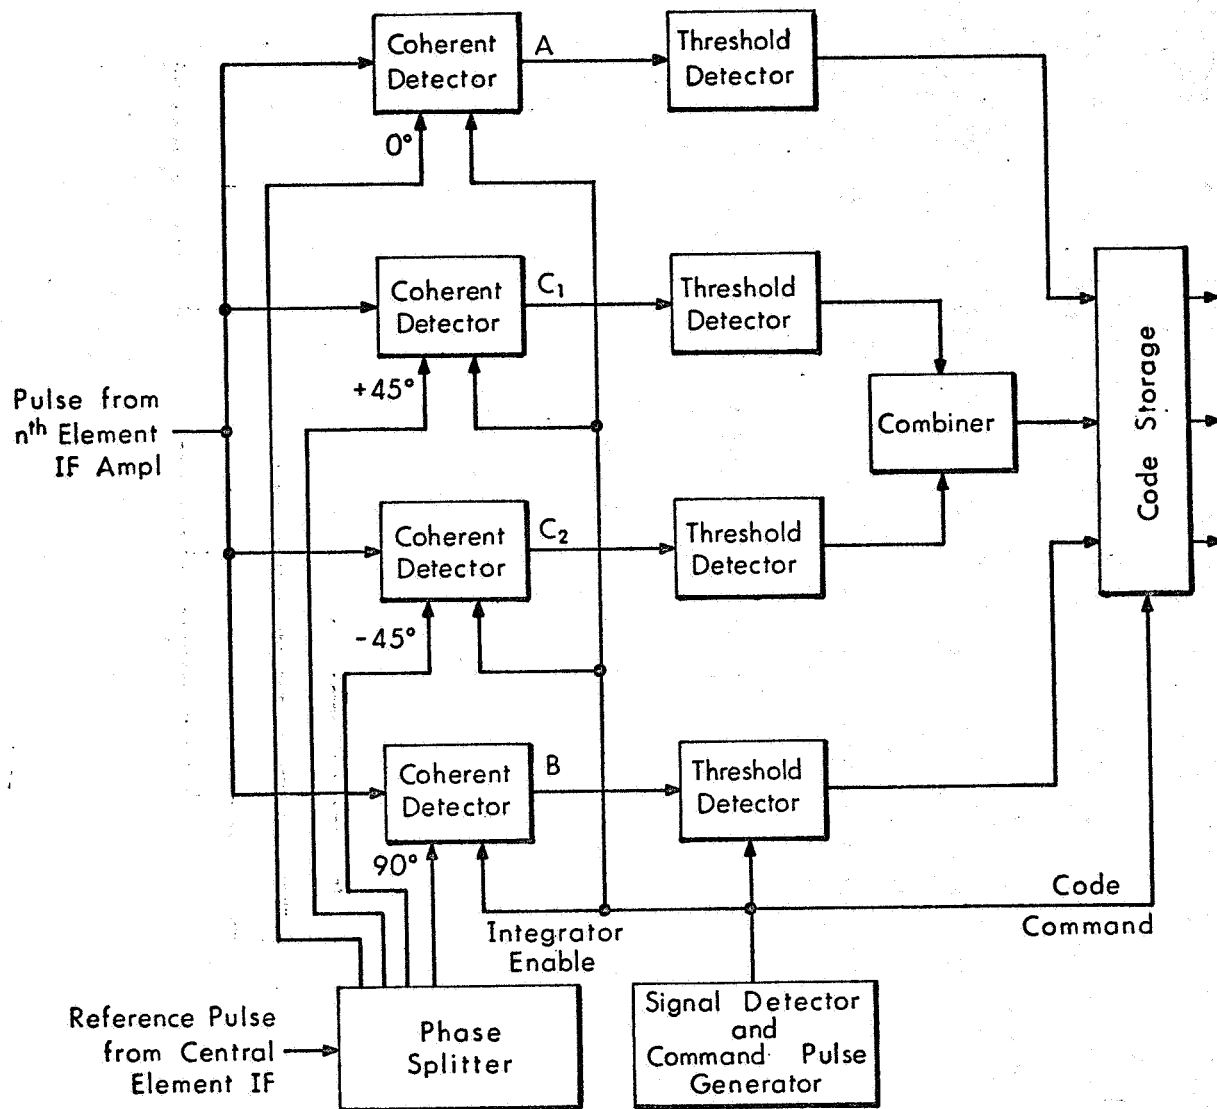 Coherent
Detector
A
Threshold
Detector
0°
Coherent
Detector
C1
Threshold
Detector
+45°
Pulse from
nth Element
IF Ampl
Combiner
Code Storage
Coherent
Detector
C2
Threshold
Detector
-45°
Coherent
Detector
B
Threshold
Detector
90°
Integrator
Enable
Code
Command
Reference Pulse
from Central
Element IF
Phase
Splitter
Signal Detector
and
Command Pulse
Generator